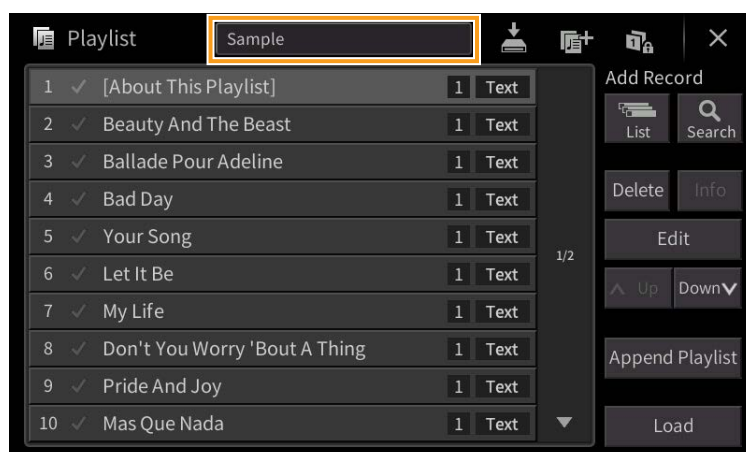 Playlist Sample
Add Record
1 [About This Playlist] 1 Text
2 Beauty And The Beast 1 Text
3 Ballade Pour Adeline 1 Text
4 Bad Day 1 Text
5 Your Song 1 Text
6 Let It Be 1 Text
7 My Life 1 Text
8 Don't You Worry 'Bout A Thing 1 Text
9 Pride And Joy 1 Text
10 Mas Que Nada 1 Text
1/2
List Search
Delete Info
Edit
Up Down
Append Playlist
Load